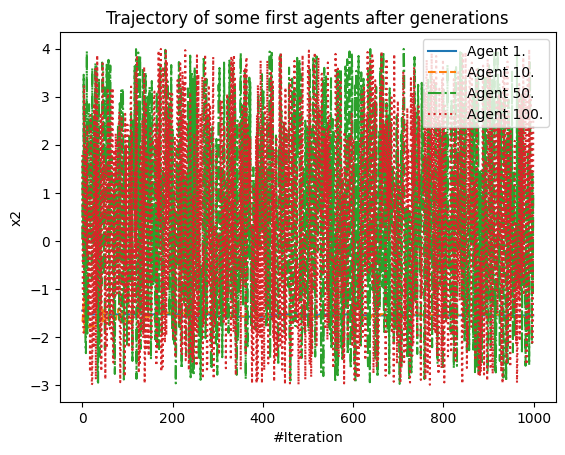 Trajectory of some first agents after generations
4
3
2
1
0
−1
−2
−3
x2
Agent 1.
Agent 10.
Agent 50.
Agent 100.
0 200 400 600 800 1000
#Iteration